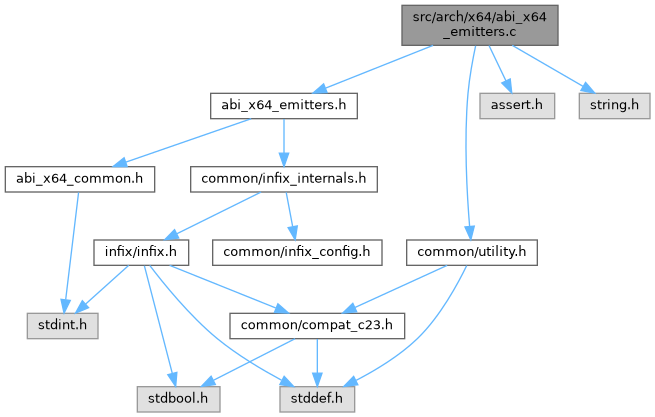 src/arch/x64/abi_x64
_emitters.c
abi_x64_emitters.h
assert.h
string.h
abi_x64_common.h
common/infix_internals.h
infix/infix.h
common/infix_config.h
common/utility.h
stdint.h
common/compat_c23.h
stdbool.h
stddef.h